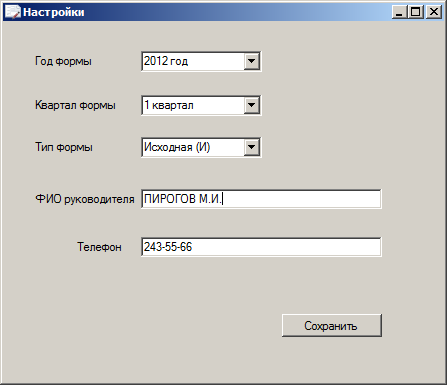 Настройки
Год формы 2012 год
Квартал формы 1 квартал
Тип формы Исходная (И)
ФИО руководителя ПИРОГОВ М.И.
Телефон 243-55-66
Сохранить